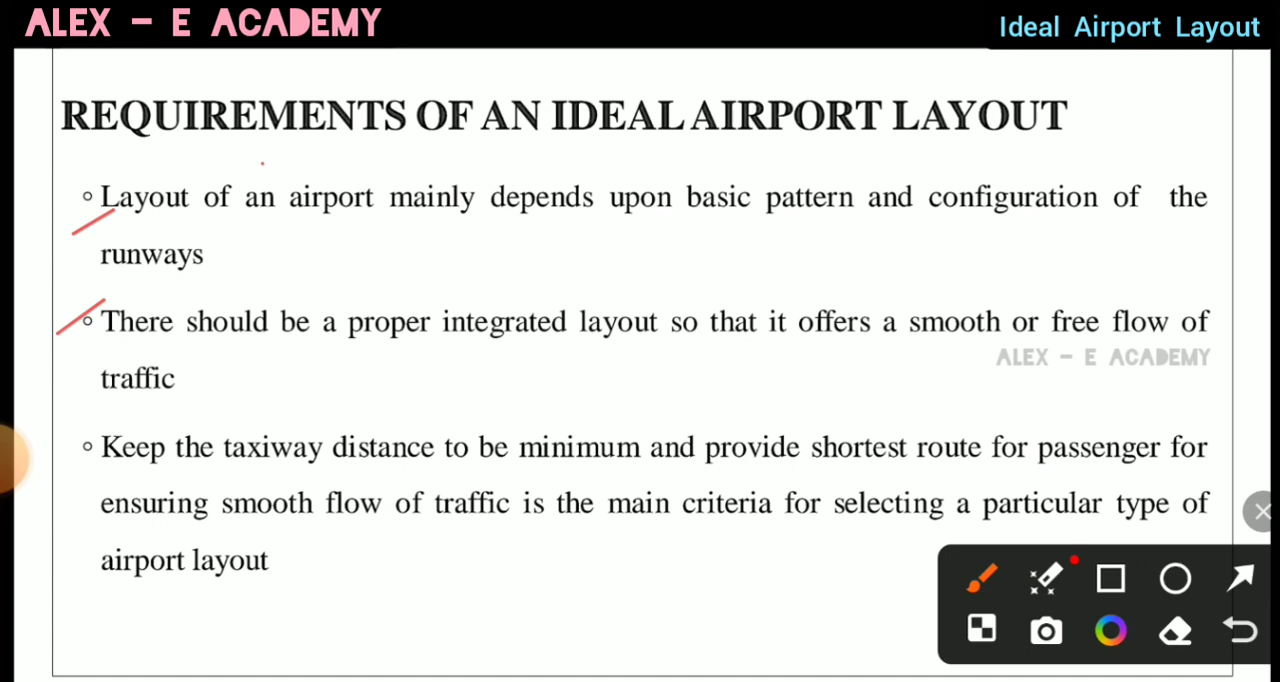 ALEX - E ACADEMY
Ideal Airport Layout
REQUIREMENTS OF AN IDEAL AIRPORT LAYOUT
Layout of an airport mainly depends upon basic pattern and configuration of the
runways
There should be a proper integrated layout so that it offers a smooth or free flow of
ALEX - E ACADEMY
traffic
Keep the taxiway distance to be minimum and provide shortest route for passenger for
ensuring smooth flow of traffic is the main criteria for selecting a particular type of
airport layout